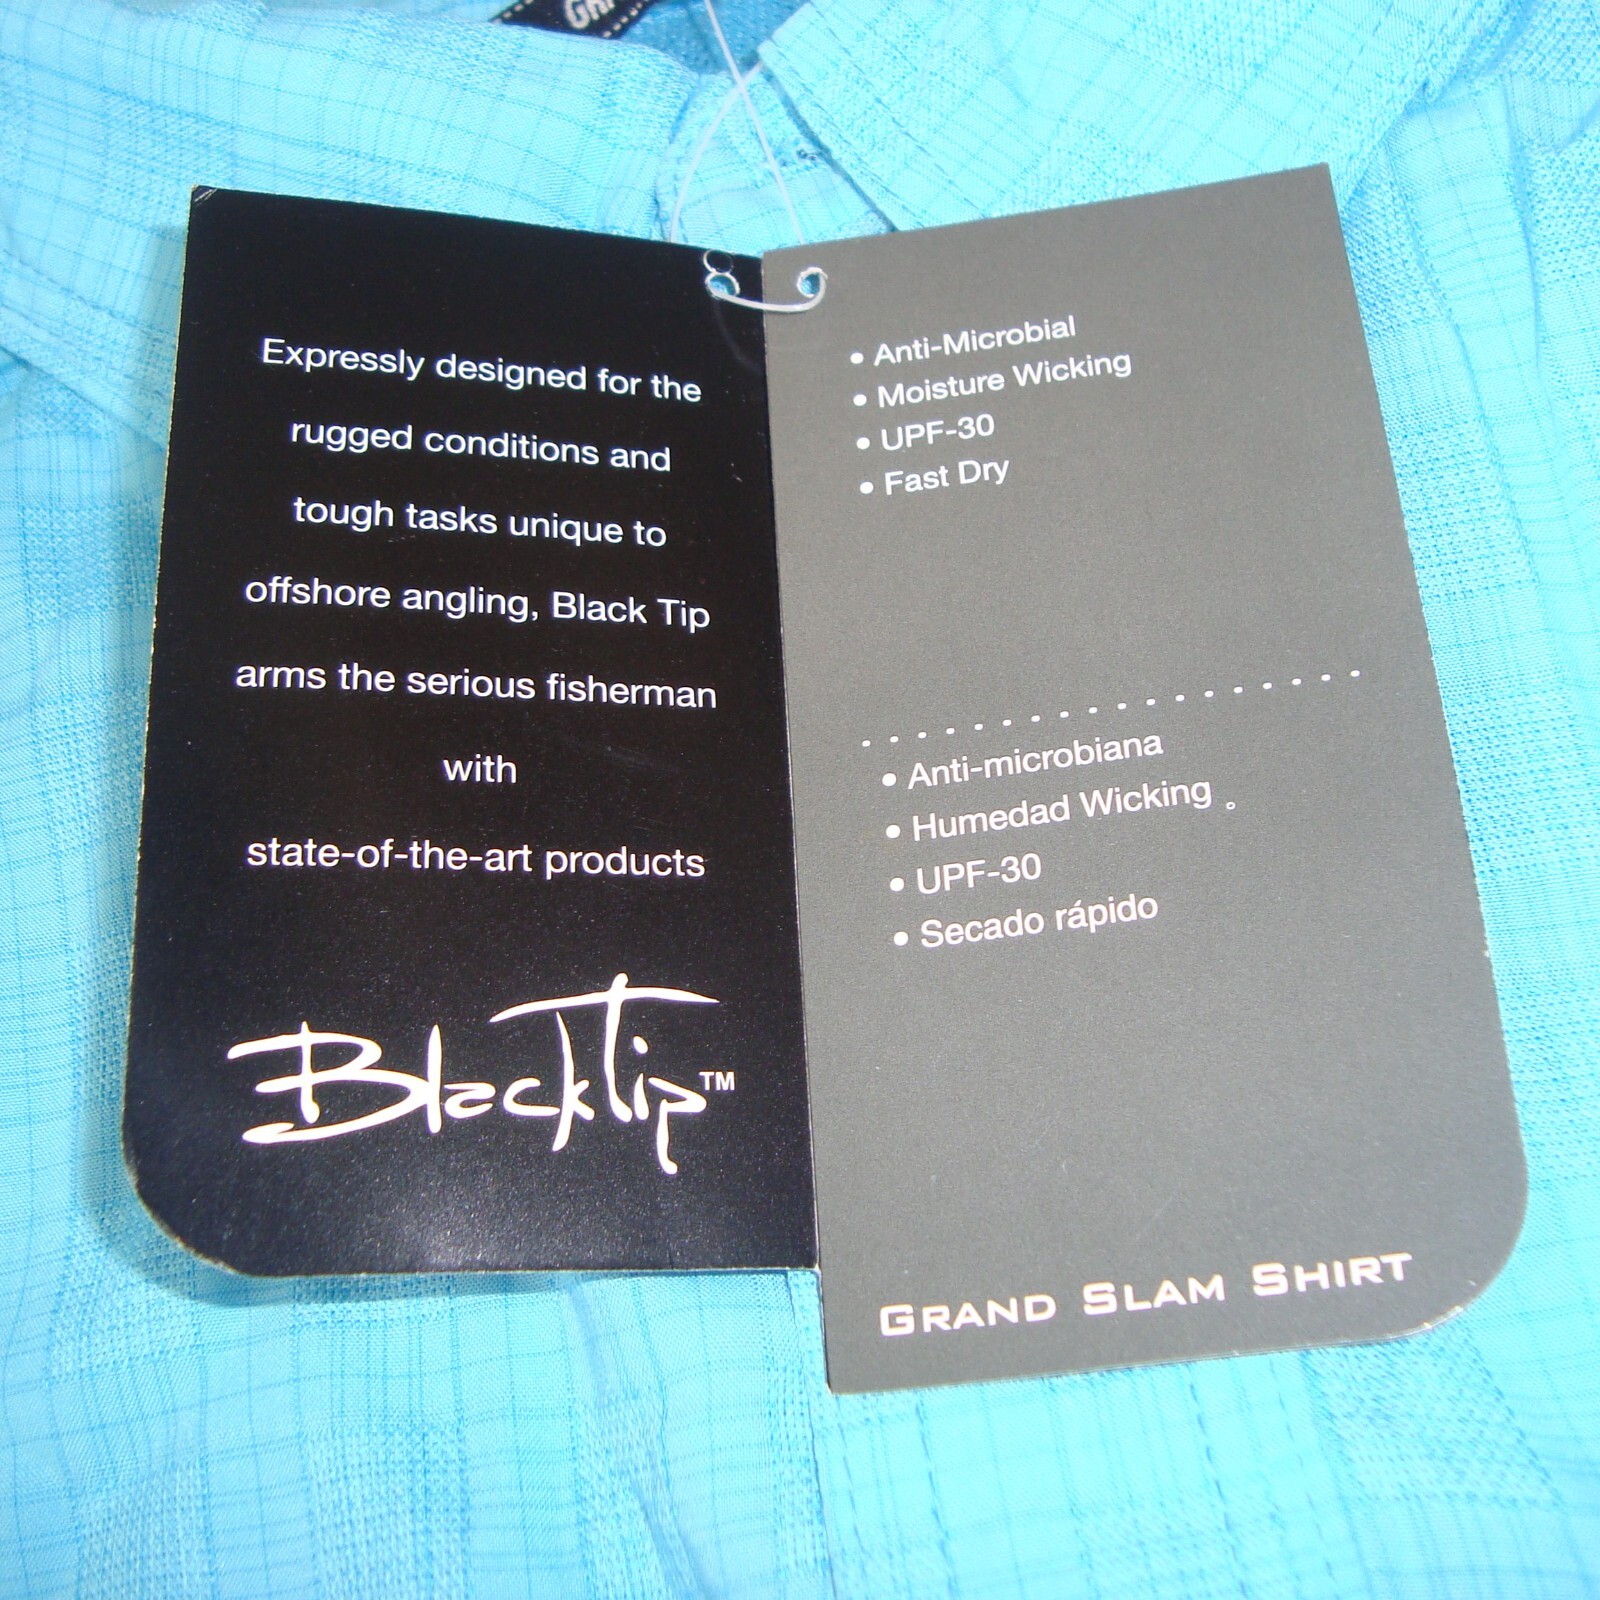 Expressly designed for the
rugged conditions and
tough tasks unique to
offshore angling, Black Tip
arms the serious fisherman
with
state-of-the-art products
BlackTip™
• Anti-Microbial
• Moisture Wicking
• UPF-30
• Fast Dry
• Anti-microbiana
• Humedad Wicking 。
• UPF-30
• Secado rápido
GRAND SLAM SHIRT